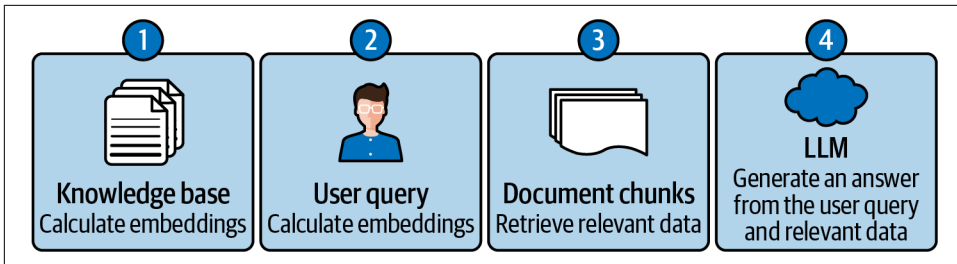 1
Knowledge base
Calculate embeddings
2
User query
Calculate embeddings
3
Document chunks
Retrieve relevant data
4
LLM
Generate an answer
from the user query
and relevant data